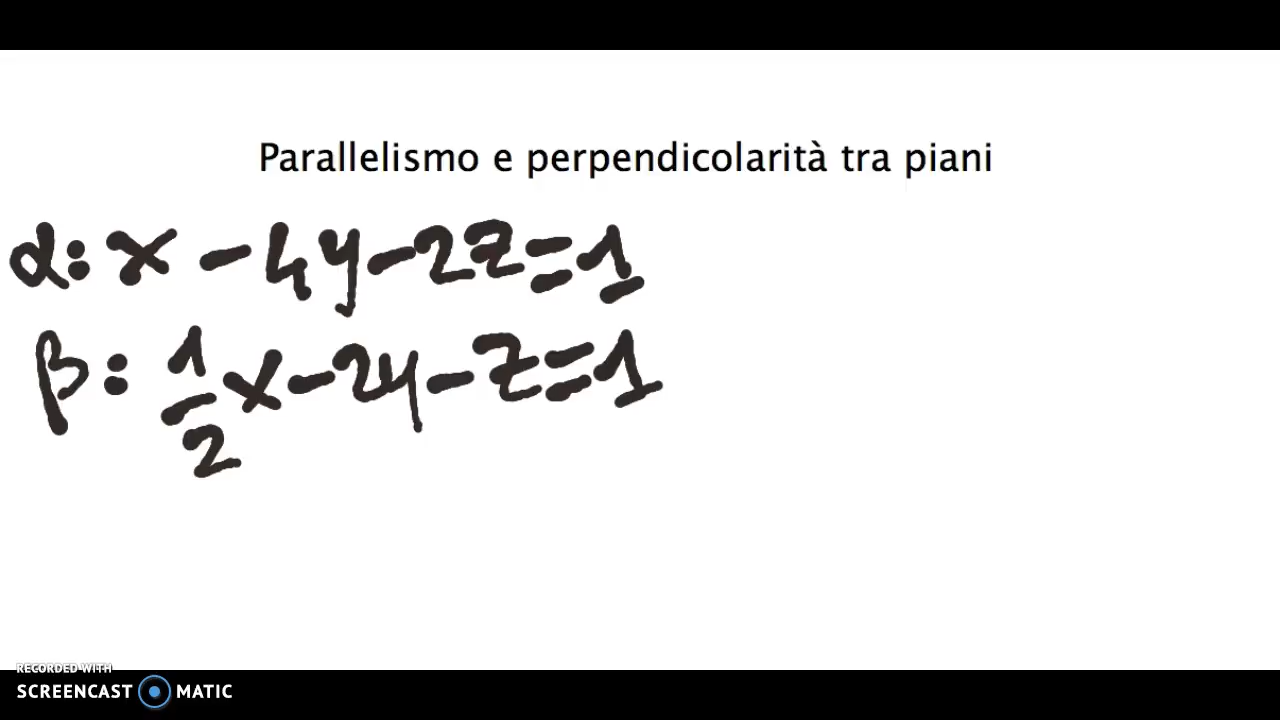 Parallelismo e perpendicolarità tra piani
α: x - 4y - 2z = 1
β: 1/2 x - 2y - z = 1
RECORDED WITH
SCREENCAST MATIC